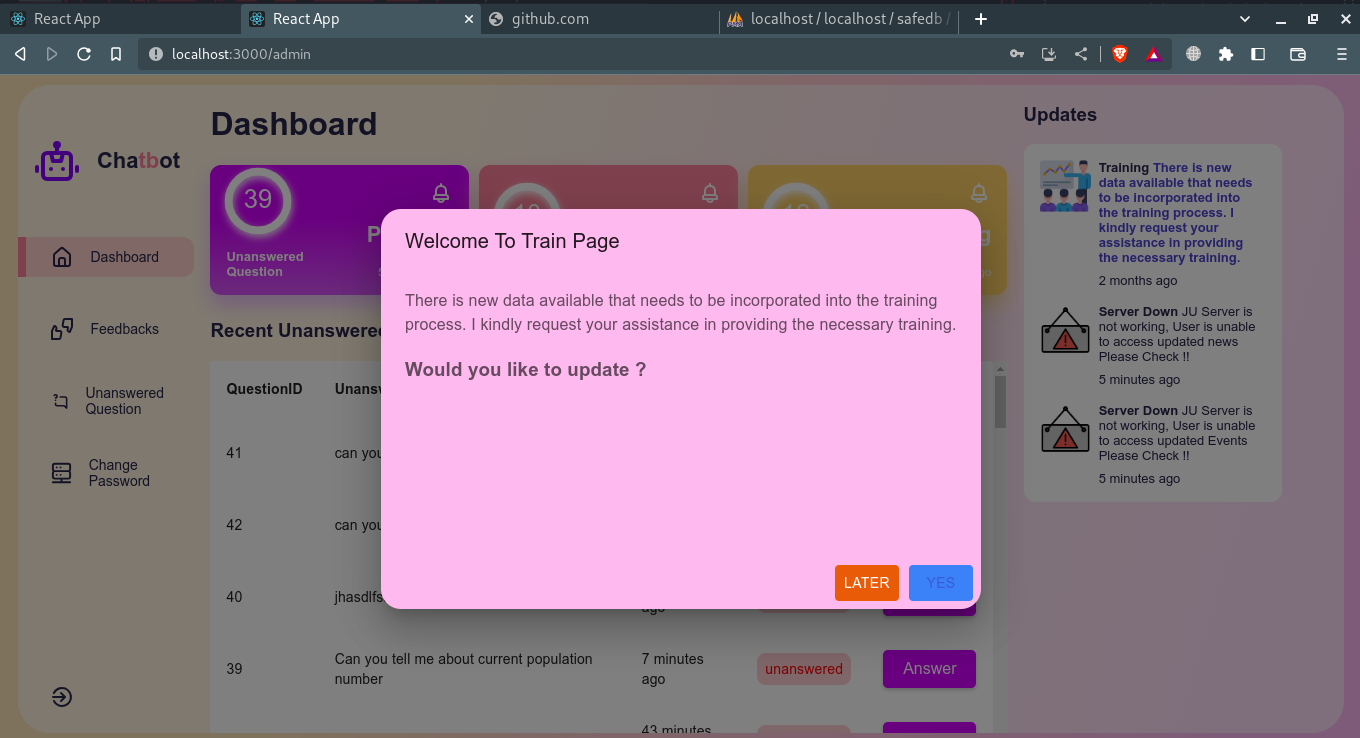 React App
React App
github.com
localhost / localhost / safedb /
localhost:3000/admin
Chatbot
Dashboard
Feedbacks
Unanswered
Question
Change
Password
Dashboard
39
Unanswered
Question
Recent Unanswered
QuestionID
41
can you
42
can you
40
ago
39
Can you tell me about current population
number
7 minutes
ago
unanswered
Answer
43 minutes
Welcome To Train Page
There is new data available that needs to be incorporated into the training
process. I kindly request your assistance in providing the necessary training.
Would you like to update ?
LATER
YES
Updates
Training There is new
data available that needs
to be incorporated into
the training process. I
kindly request your
assistance in providing
the necessary training.
2 months ago
Server Down JU Server is
not working, User is unable
to access updated news
Please Check !!
5 minutes ago
Server Down JU Server is
not working, User is unable
to access updated Events
Please Check !!
5 minutes ago